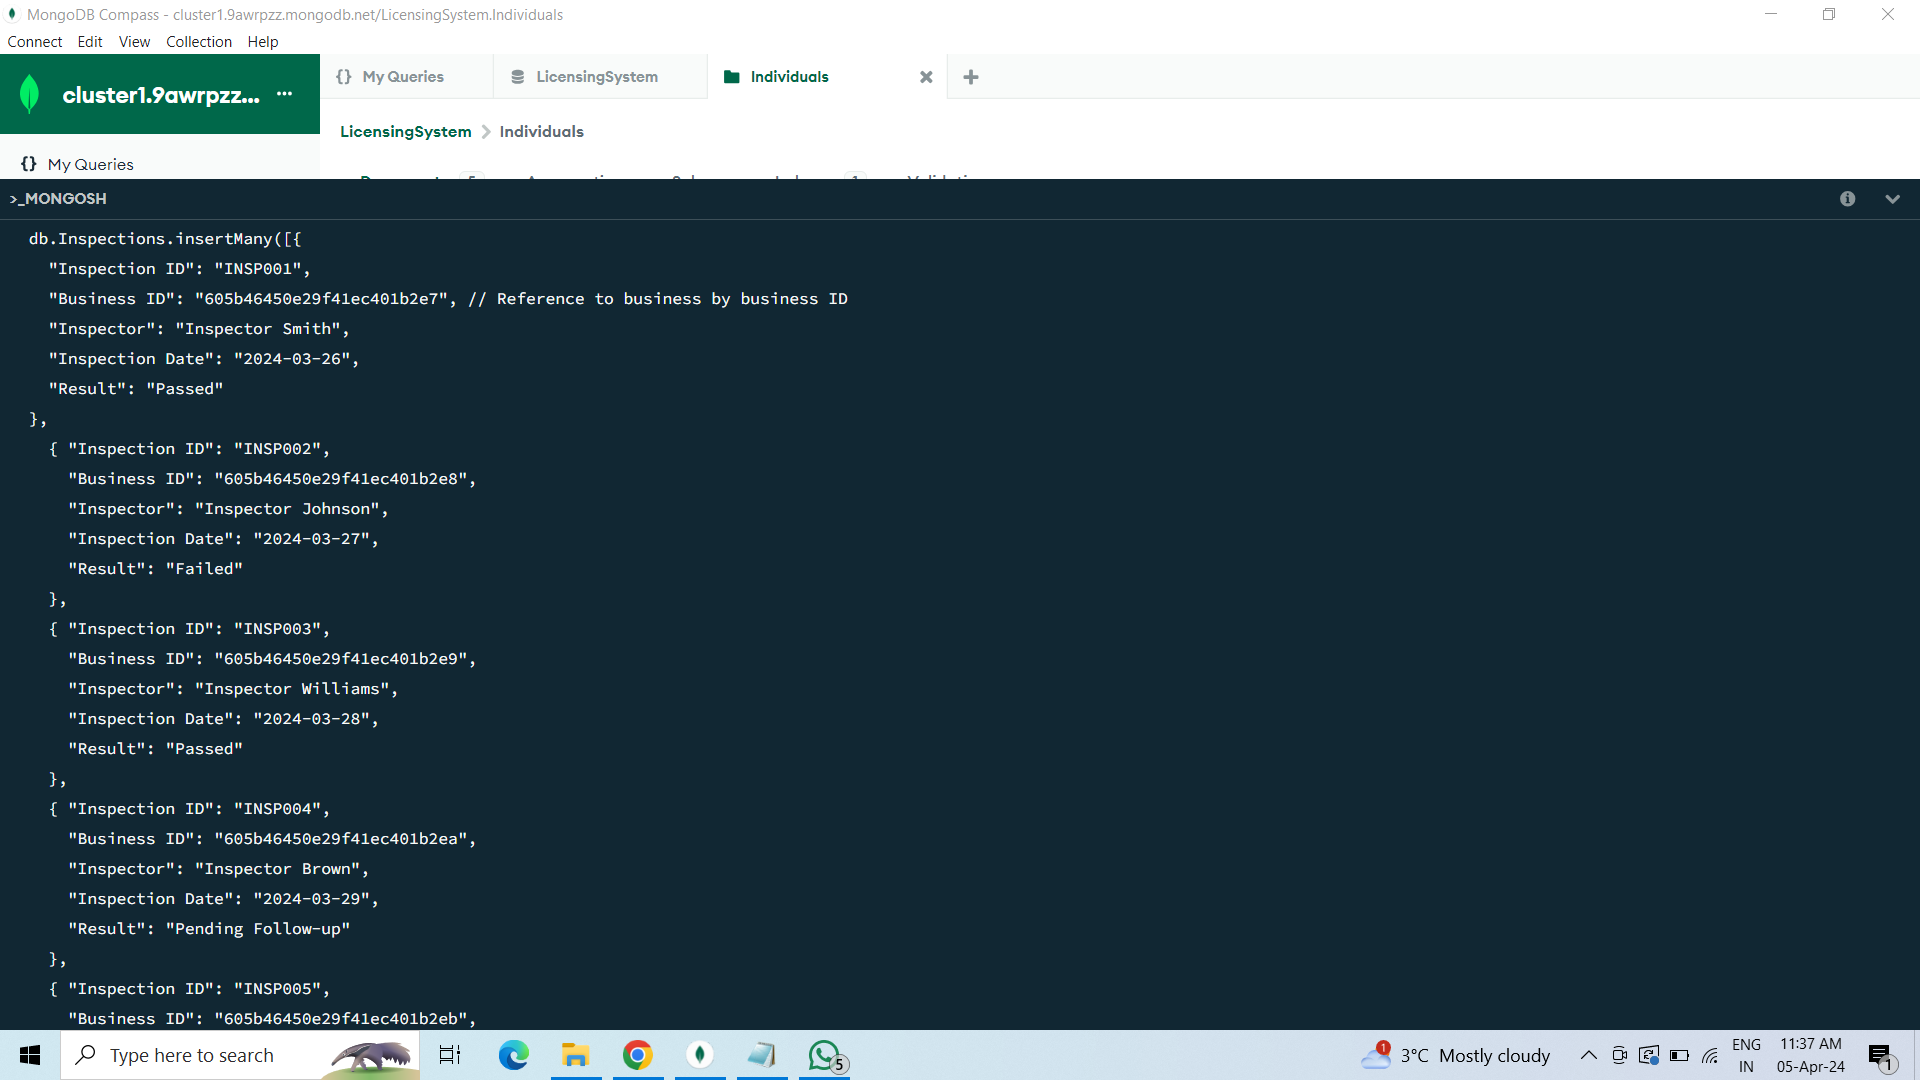 MongoDB Compass - cluster1.9awrpzz.mongodb.net/LicensingSystem.Individuals
Connect Edit View Collection Help
cluster1.9awrpzz... ...
{} My Queries
LicensingSystem
Individuals
LicensingSystem > Individuals
{} My Queries
>_MONGOSH
db.Inspections.insertMany([{
"Inspection ID": "INSP001",
"Business ID": "605b46450e29f41ec401b2e7", // Reference to business by business ID
"Inspector": "Inspector Smith",
"Inspection Date": "2024-03-26",
"Result": "Passed"
},
{ "Inspection ID": "INSP002",
"Business ID": "605b46450e29f41ec401b2e8",
"Inspector": "Inspector Johnson",
"Inspection Date": "2024-03-27",
"Result": "Failed"
},
{ "Inspection ID": "INSP003",
"Business ID": "605b46450e29f41ec401b2e9",
"Inspector": "Inspector Williams",
"Inspection Date": "2024-03-28",
"Result": "Passed"
},
{ "Inspection ID": "INSP004",
"Business ID": "605b46450e29f41ec401b2ea",
"Inspector": "Inspector Brown",
"Inspection Date": "2024-03-29",
"Result": "Pending Follow-up"
},
{ "Inspection ID": "INSP005",
"Business ID": "605b46450e29f41ec401b2eb",
Type here to search
5
1
3°C Mostly cloudy
ENG
IN
11:37 AM
05-Apr-24
1